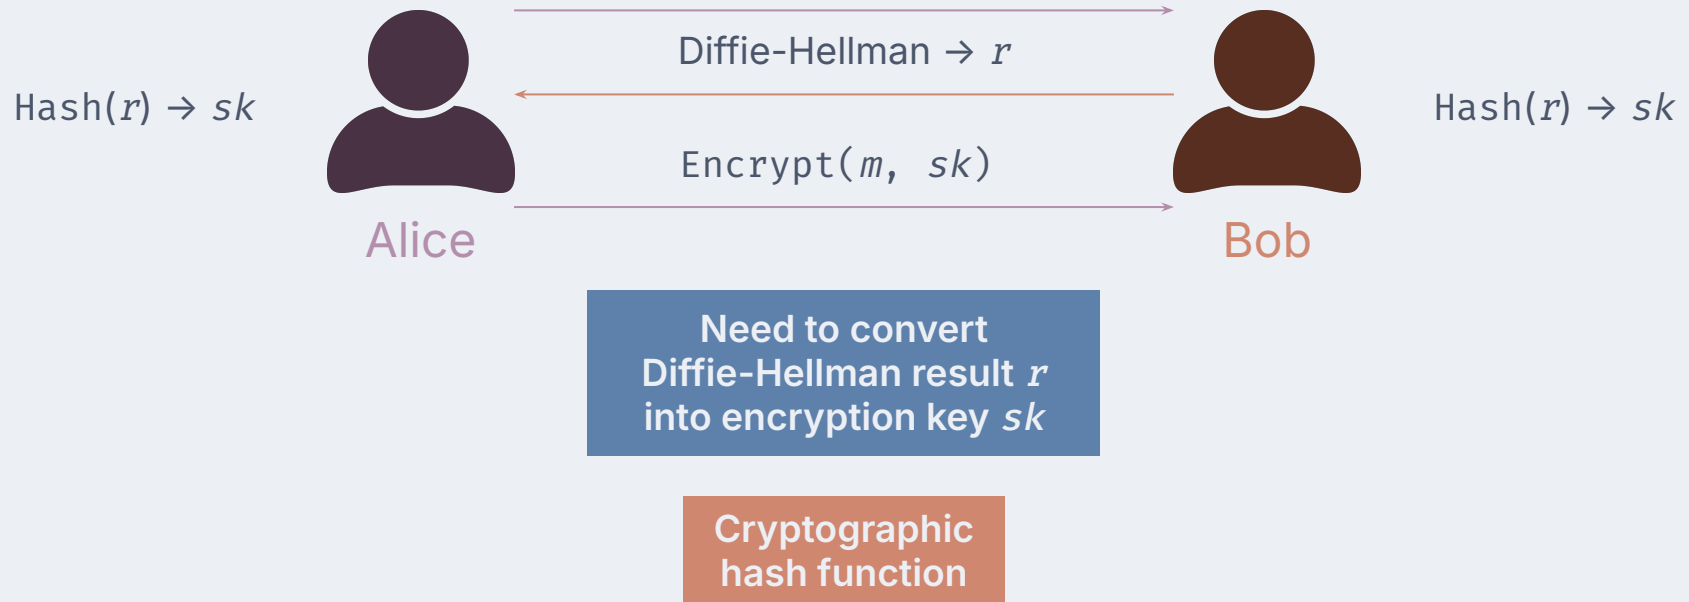 Diffie-Hellman → r
Hash(r) → sk
Hash(r) → sk
Encrypt(m, sk)
Alice
Bob
Need to convert
Diffie-Hellman result r
into encryption key sk
Cryptographic
hash function